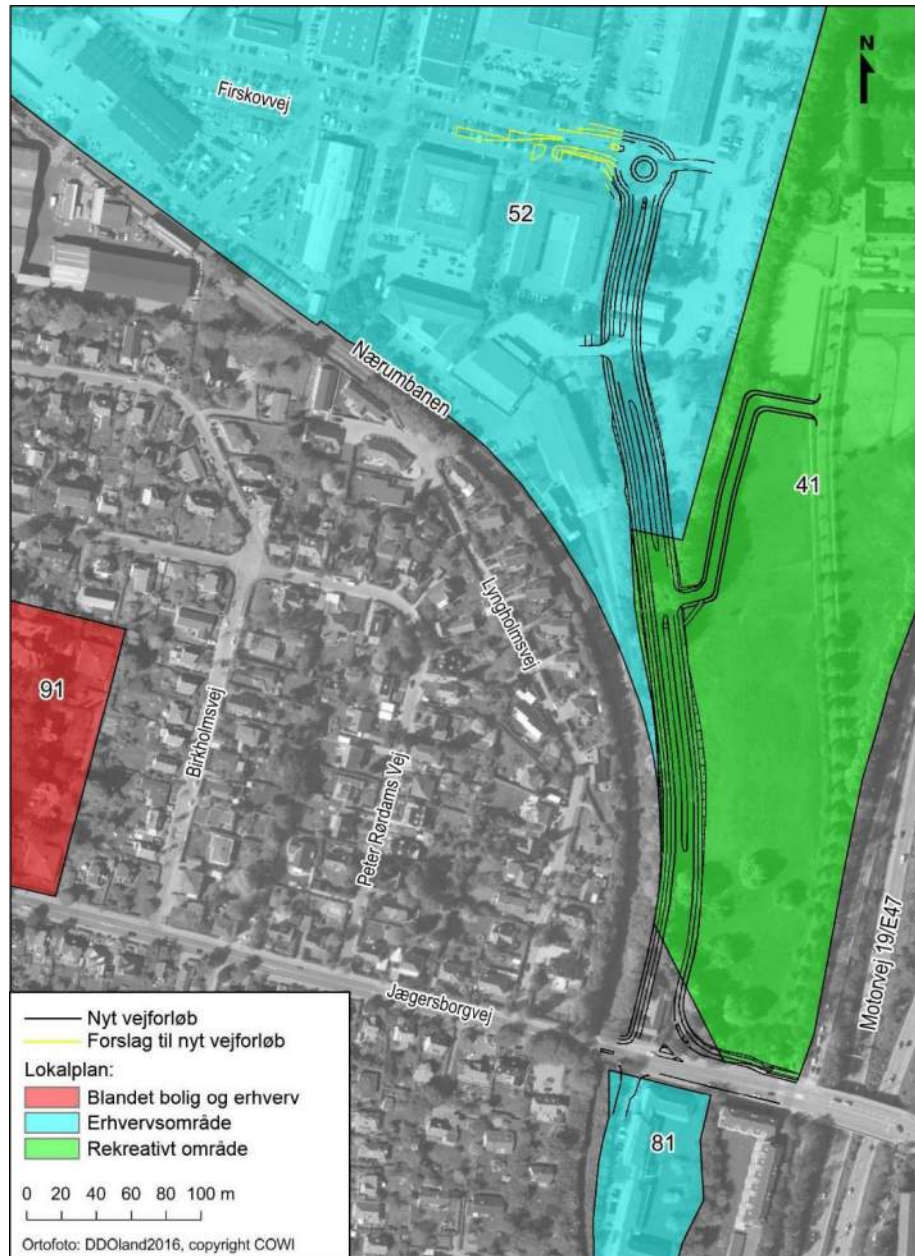 N
Firskovvej
52
Nærumbanen
41
Lyngholmsvej
91
Birkholmsvej
Peter Rørdams Vej
Motorvej 19/E47
Jægersborgvej
81
Nyt vejforløb
Forslag til nyt vejforløb
Lokalplan:
Blandet bolig og erhverv
Erhvervsområde
Rekreativt område
0 20 40 60 80 100 m
Ortofoto: DDOland2016, copyright COWI